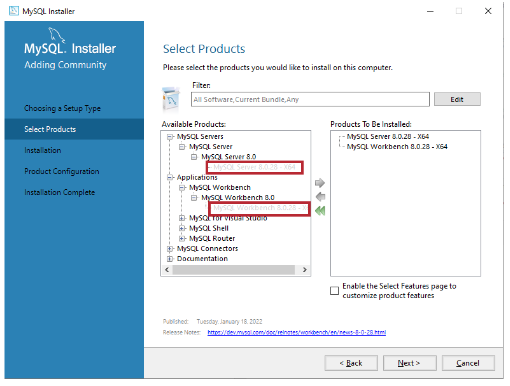 MySQL Installer
MySQL. Installer
Adding Community
Choosing a Setup Type
Select Products
Installation
Product Configuration
Installation Complete
Select Products
Please select the products you would like to install on this computer.
Filter:
All Software,Current Bundle,Any
Edit
Available Products:
MySQL Servers
MySQL Server
MySQL Server 8.0
MySQL Server 8.0.28 - X64
Applications
MySQL Workbench
MySQL Workbench 8.0
MySQL Workbench 8.0.28 - X6
MySQL for Visual Studio
MySQL Shell
MySQL Router
MySQL Connectors
Documentation
Products To Be Installed:
MySQL Server 8.0.28 - X64
MySQL Workbench 8.0.28 - X64
Enable the Select Features page to
customize product features
Published: Tuesday, January 18, 2022
Release Notes: https://dev.mysql.com/doc/relnotes/workbench/en/news-8-0-28.html
< Back
Next >
Cancel